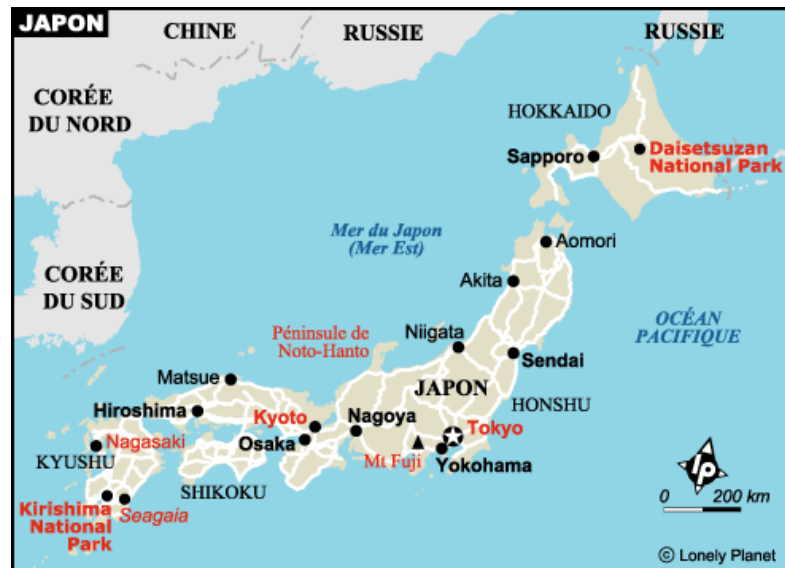 JAPON
CHINE
RUSSIE
RUSSIE
CORÉE
DU NORD
HOKKAIDO
Sapporo
Daisetsuzan
National Park
Mer du Japon
(Mer Est)
Aomori
CORÉE
DU SUD
Akita
OCÉAN
PACIFIQUE
Péninsule de
Noto-Hanto
Niigata
Sendai
Matsue
JAPON
HONSHU
Hiroshima
Kyoto
Nagoya
Tokyo
Nagasaki
Osaka
KYUSHU
Mt Fuji
Yokohama
SHIKOKU
lp
Kirishima
National
Park
Seagaia
0 200 km
© Lonely Planet